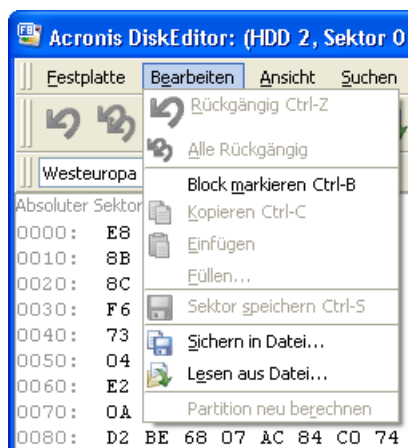 Acronis DiskEditor: (HDD 2, Sektor 0
Festplatte Bearbeiten Ansicht Suchen
Rückgängig Ctrl-Z
Alle Rückgängig
Westeuropa
Block markieren Ctrl-B
Absoluter Sektor
Kopieren Ctrl-C
0000: E8
Einfügen
0010: 8B
Füllen...
0020: 8C
Sektor speichern Ctrl-S
0030: F6
Sichern in Datei...
0040: 73
0050: 04
Lesen aus Datei...
0060: E2
Partition neu berechnen
0070: 0A
0080: D2 BE 68 07 AC 84 C0 74